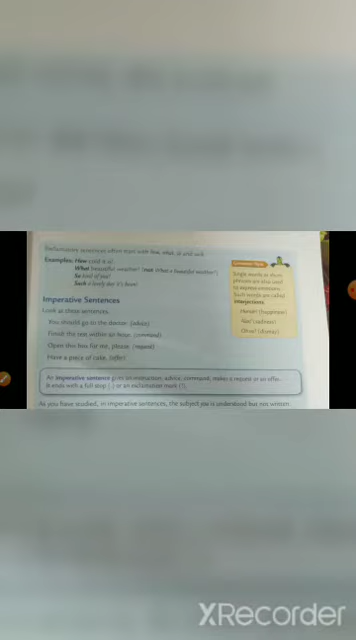 Exclamatory sentences often start with how, what, so and such.
Examples: How cold it is!
What beautiful weather! (not What a beautiful weather!)
So kind of you!
Such a lovely day it's been!
Imperative Sentences
Look at these sentences.
You should go to the doctor. (advice)
Finish the test within an hour. (command)
Open this box for me, please. (request)
Have a piece of cake. (offer)
An imperative sentence gives an instruction, advice, command, makes a request or an offer.
It ends with a full stop (.) or an exclamation mark (!).
As you have studied, in imperative sentences, the subject you is understood but not written
Single words or short
phrases are also used
to express emotions.
Such words are called
interjections.
Hurrah! (happiness)
Alas! (sadness)
Oh no! (dismay)
XRecorder